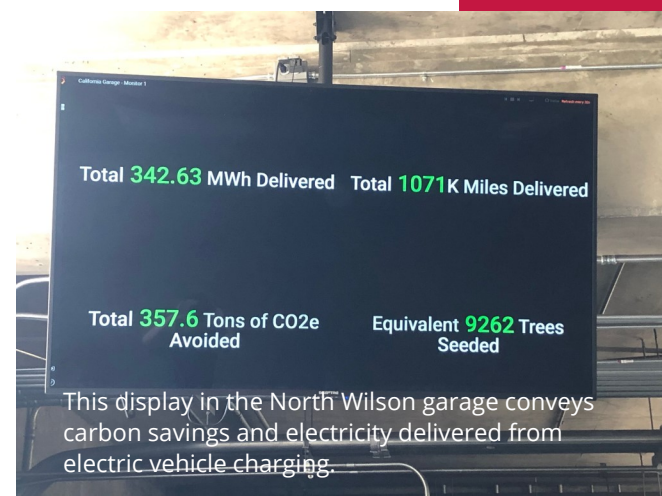 California Garage - Monitor 1
Total 342.63 MWh Delivered
Total 1071K Miles Delivered
Total 357.6 Tons of CO2e
Avoided
Equivalent 9262 Trees
Seeded
This display in the North Wilson garage conveys
carbon savings and electricity delivered from
electric vehicle charging.